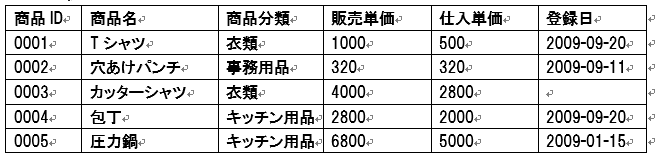 商品ID 商品名 商品分類 販売単価 仕入単価 登録日
0001 Tシャツ 衣類 1000 500 2009-09-20
0002 穴あけパンチ 事務用品 320 320 2009-09-11
0003 カッターシャツ 衣類 4000 2800
0004 包丁 キッチン用品 2800 2000 2009-09-20
0005 圧力鍋 キッチン用品 6800 5000 2009-01-15